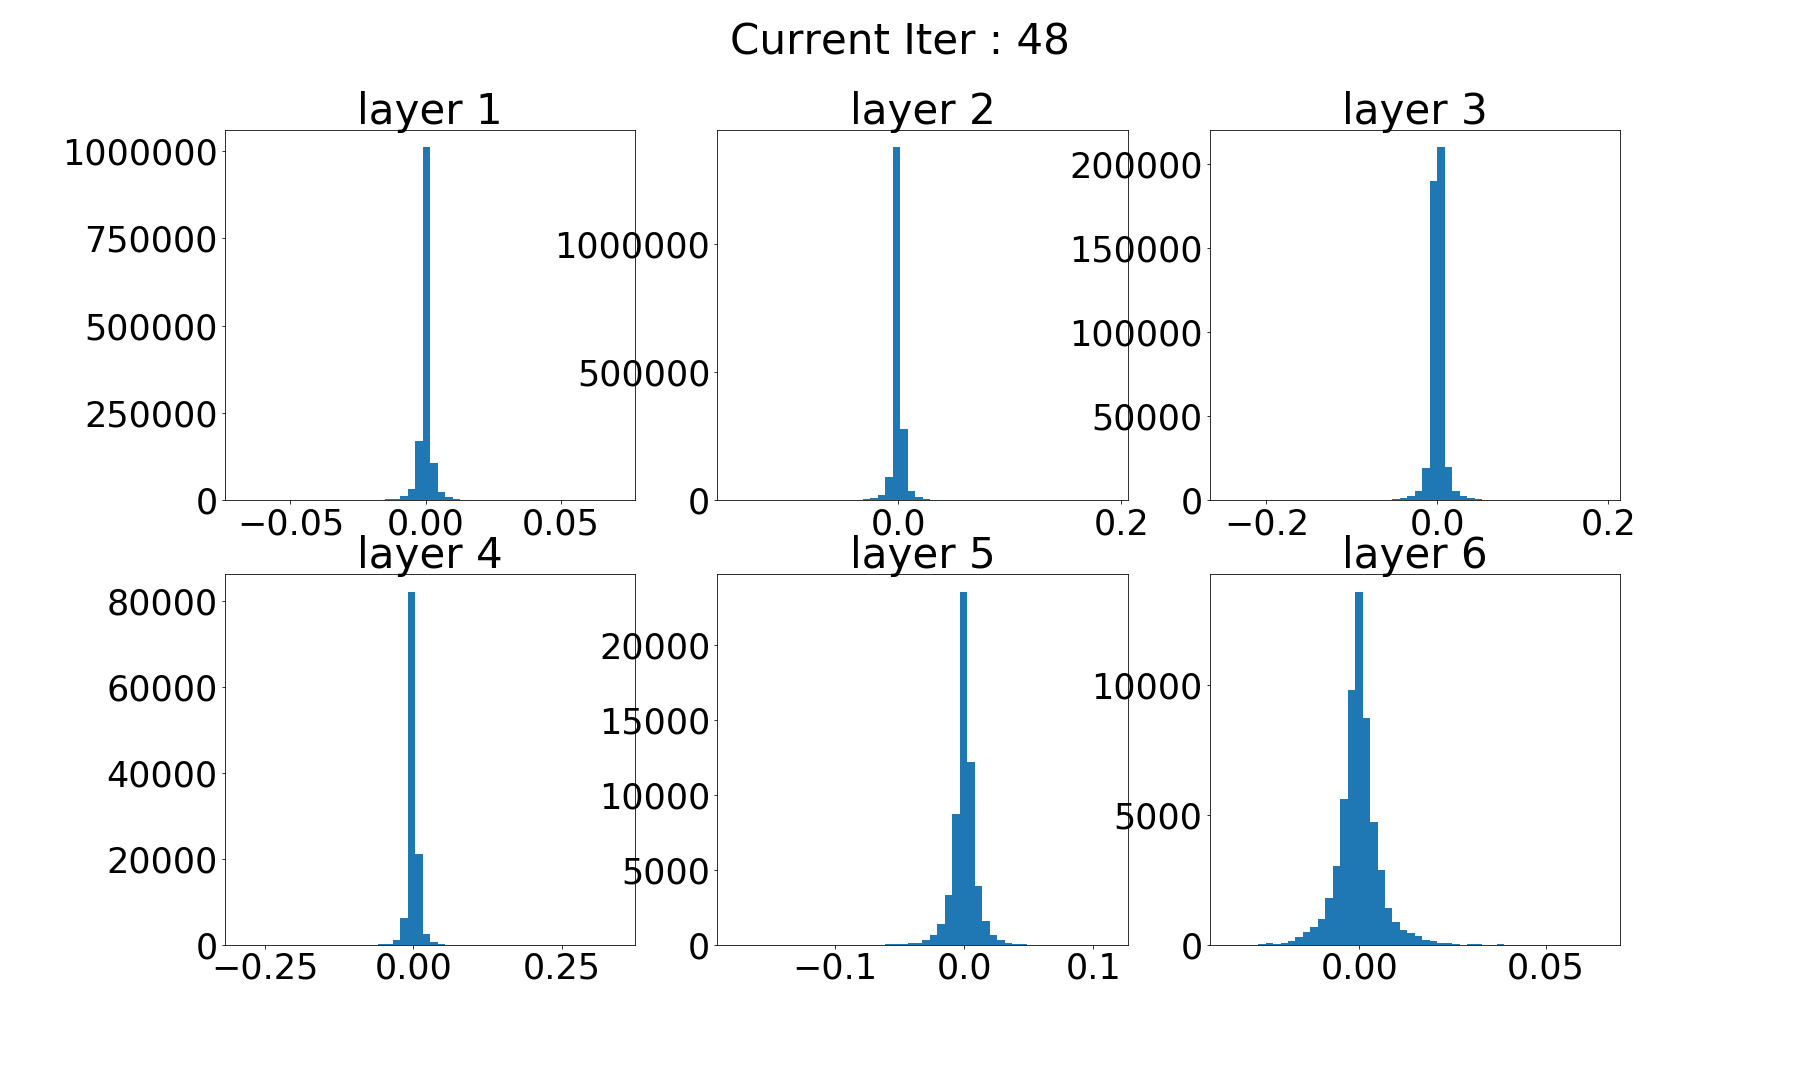 Current Iter : 48
layer 1
1000000
750000
500000
250000
0
−0.05 0.00 0.05
layer 2
1000000
500000
0
0.0 0.2
layer 3
200000
150000
100000
50000
0
−0.2 0.0 0.2
layer 4
80000
60000
40000
20000
0
−0.25 0.00 0.25
layer 5
20000
15000
10000
5000
0
−0.1 0.0 0.1
layer 6
10000
5000
0
0.00 0.05